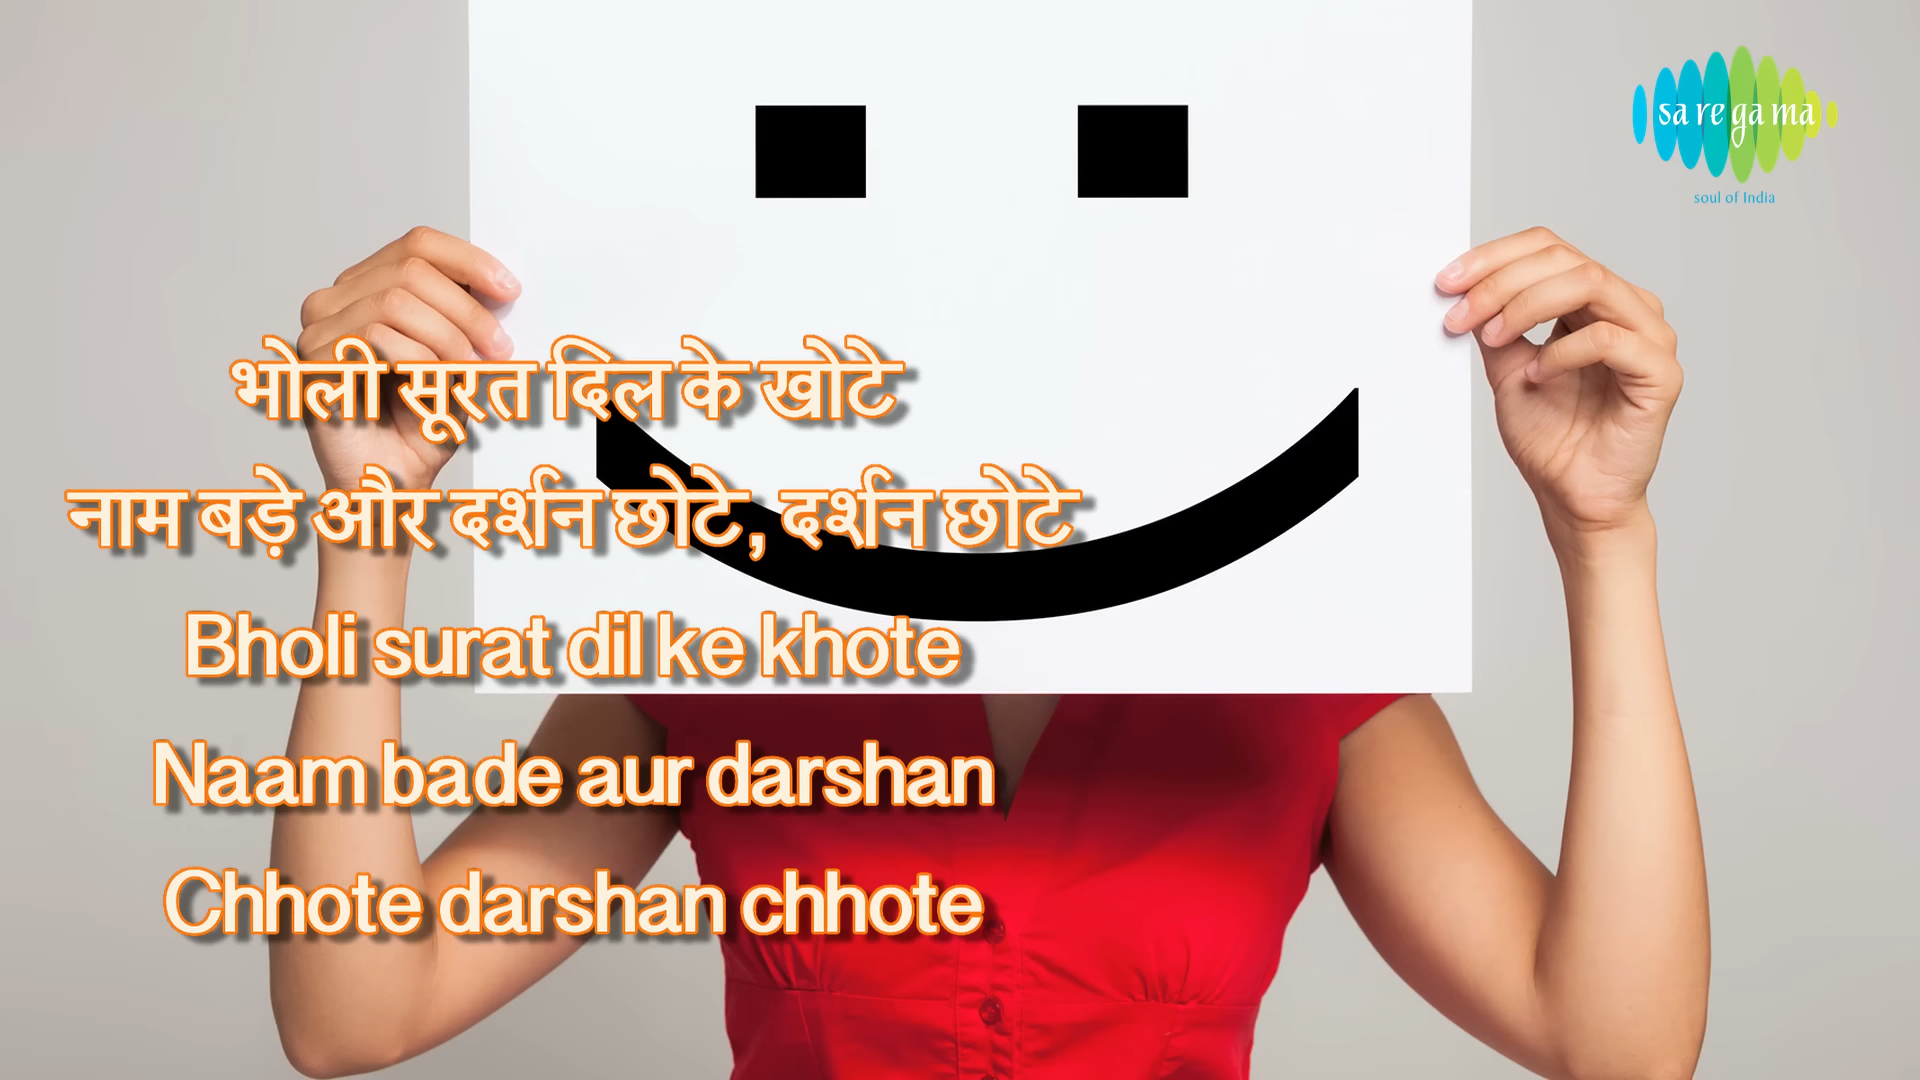 sa re ga ma
soul of India
भोली सूरत दिल के खोटे
नाम बड़े और दर्शन छोटे, दर्शन छोटे
Bholi surat dil ke khote
Naam bade aur darshan
Chhote darshan chhote